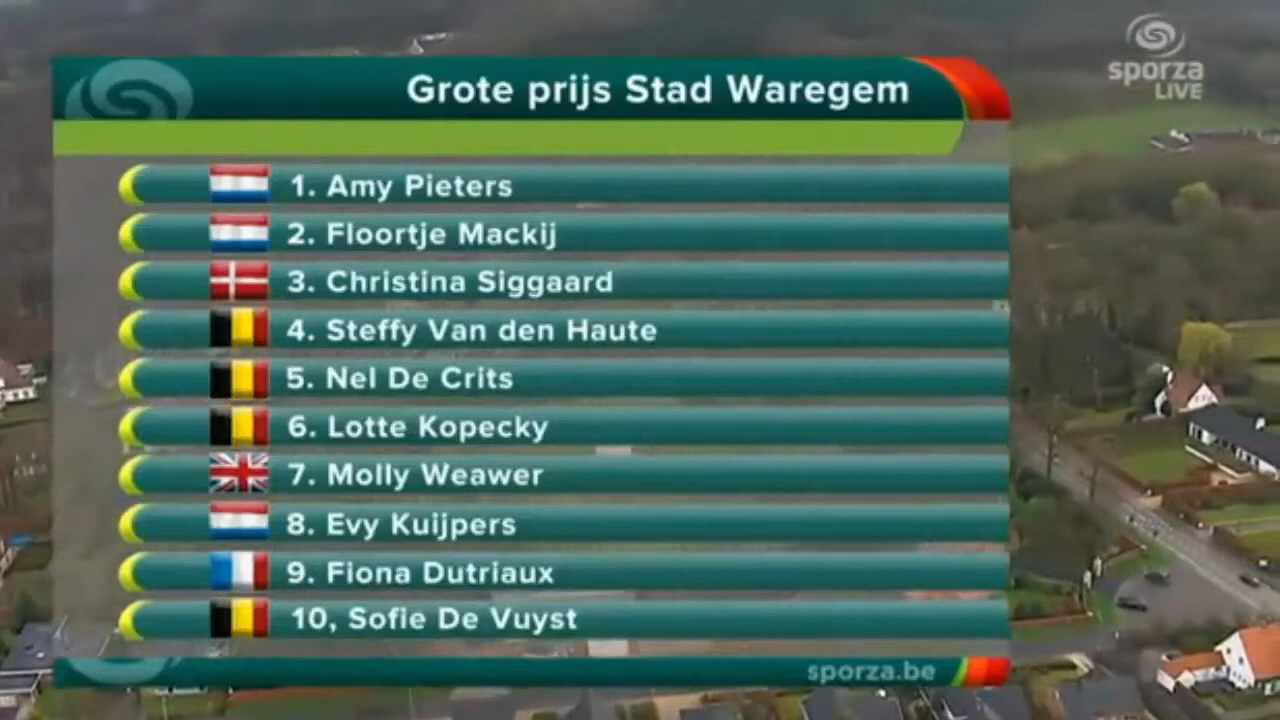 sporza
LIVE
Grote prijs Stad Waregem
1. Amy Pieters
2. Floortje Mackij
3. Christina Siggaard
4. Steffy Van den Haute
5. Nel De Crits
6. Lotte Kopecky
7. Molly Weawer
8. Evy Kuijpers
9. Fiona Dutriaux
10, Sofie De Vuyst
sporza.be